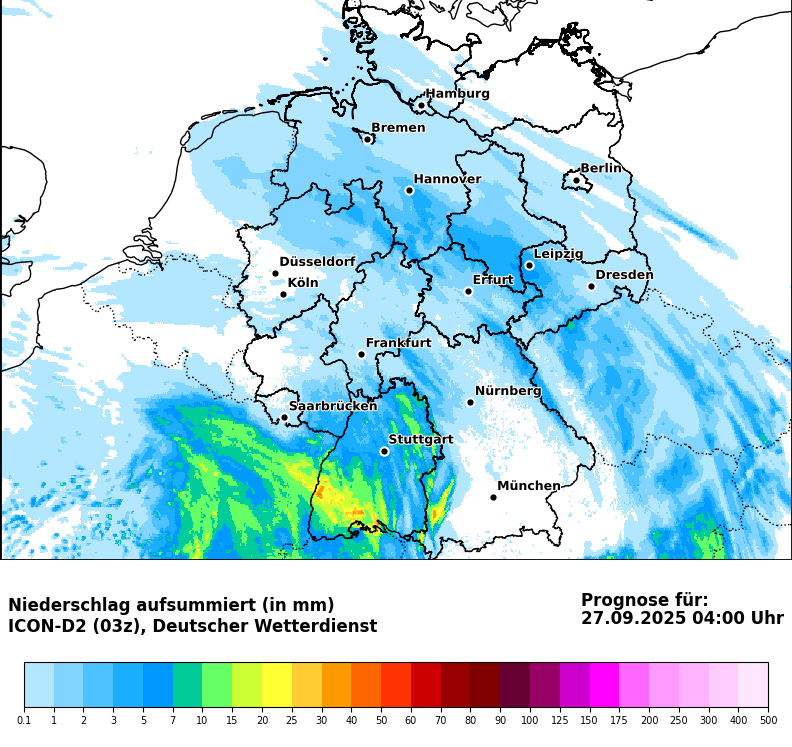 Hamburg
Bremen
Berlin
Hannover
Düsseldorf
Leipzig
Köln
Erfurt
Dresden
Frankfurt
Nürnberg
Saarbrücken
Stuttgart
München
Niederschlag aufsummiert (in mm)
ICON-D2 (03z), Deutscher Wetterdienst
Prognose für:
27.09.2025 04:00 Uhr
0.1 1 2 3 5 7 10 15 20 25 30 40 50 60 70 80 90 100 125 150 175 200 250 300 400 500